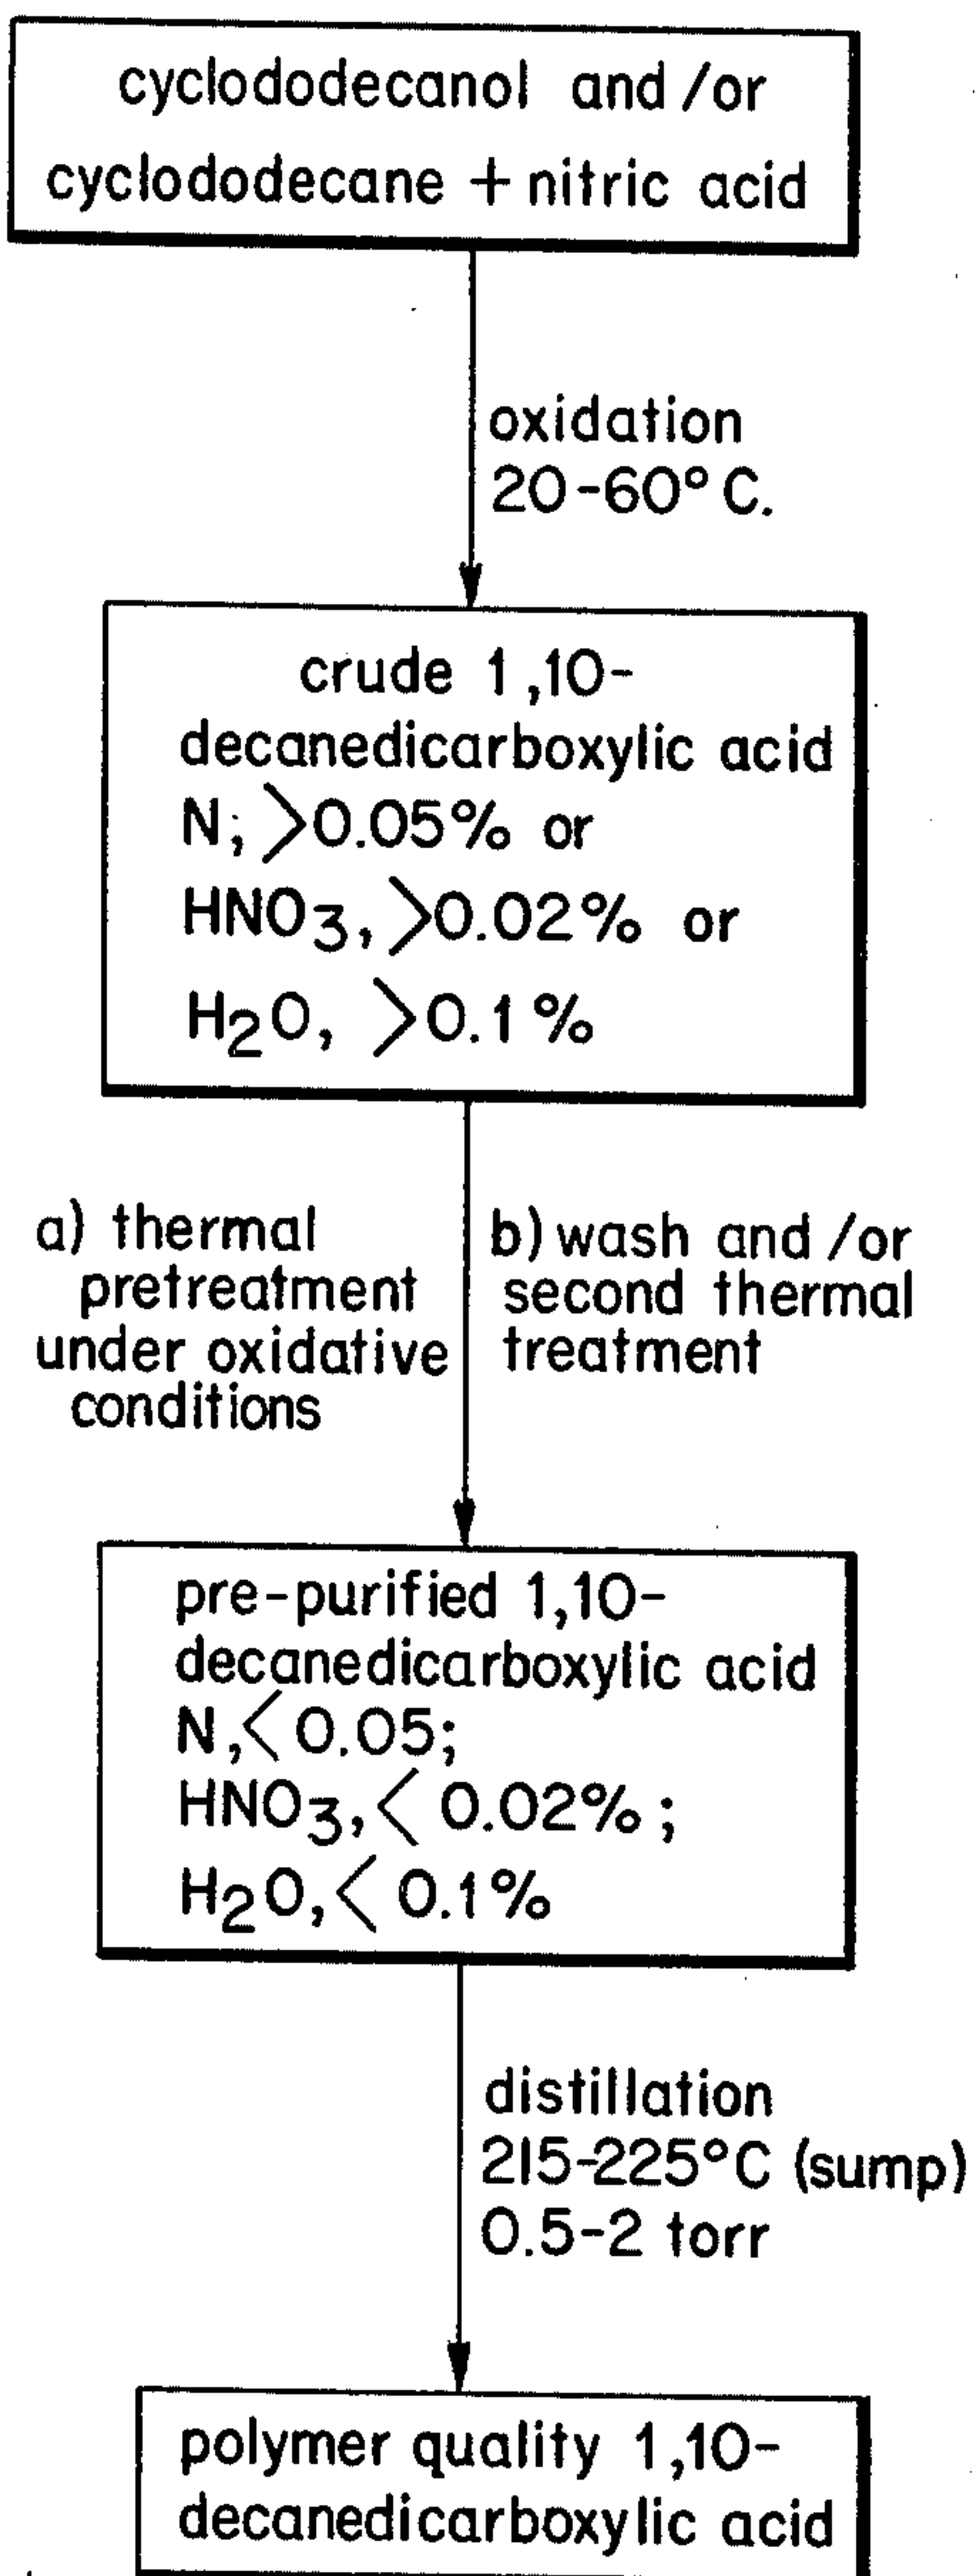 cyclododecanol and/or
cyclododecane + nitric acid
oxidation
20-60° C.
crude 1,10-
decanedicarboxylic acid
N; >0.05% or
HNO3, >0.02% or
H2O, >0.1%
a) thermal
pretreatment
under oxidative
conditions
b) wash and/or
second thermal
treatment
pre-purified 1,10-
decanedicarboxylic acid
N,< 0.05;
HNO3,< 0.02%;
H2O,< 0.1%
distillation
215-225°C (sump)
0.5-2 torr
polymer quality 1,10-
decanedicarboxylic acid